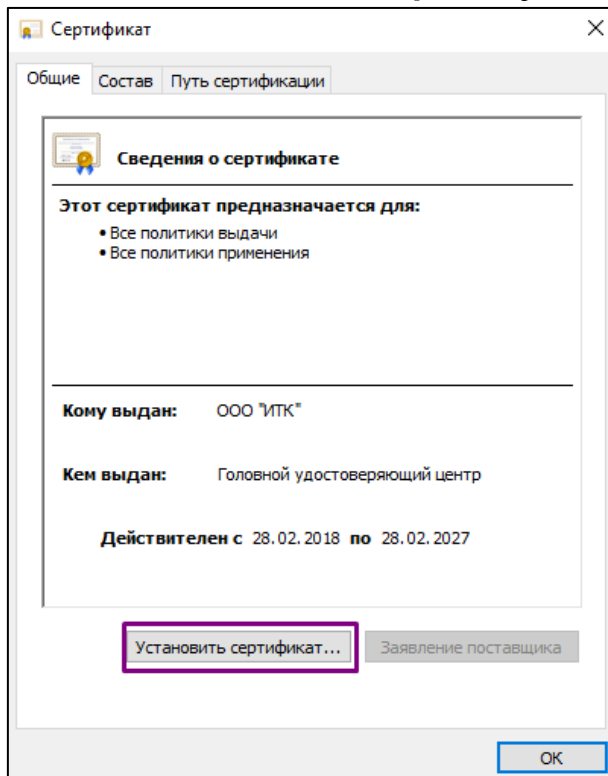 Сертификат
Общие Состав Путь сертификации
Сведения о сертификате
Этот сертификат предназначается для:
• Все политики выдачи
• Все политики применения
Кому выдан: ООО "ИТК"
Кем выдан: Головной удостоверяющий центр
Действителен с 28.02.2018 по 28.02.2027
Установить сертификат... Заявление поставщика
ОК